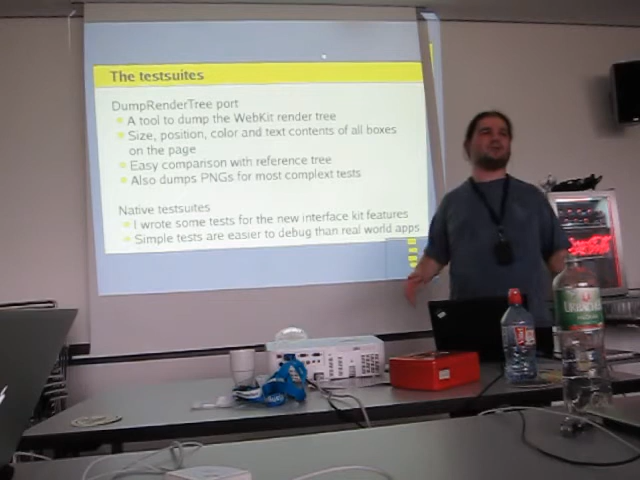 The testsuites
DumpRenderTree port
A tool to dump the WebKit render tree
Size, position, color and text contents of all boxes
on the page
Easy comparison with reference tree
Also dumps PNGs for most complext tests
Native testsuites
I wrote some tests for the new interface kit features
Simple tests are easier to debug than real world apps